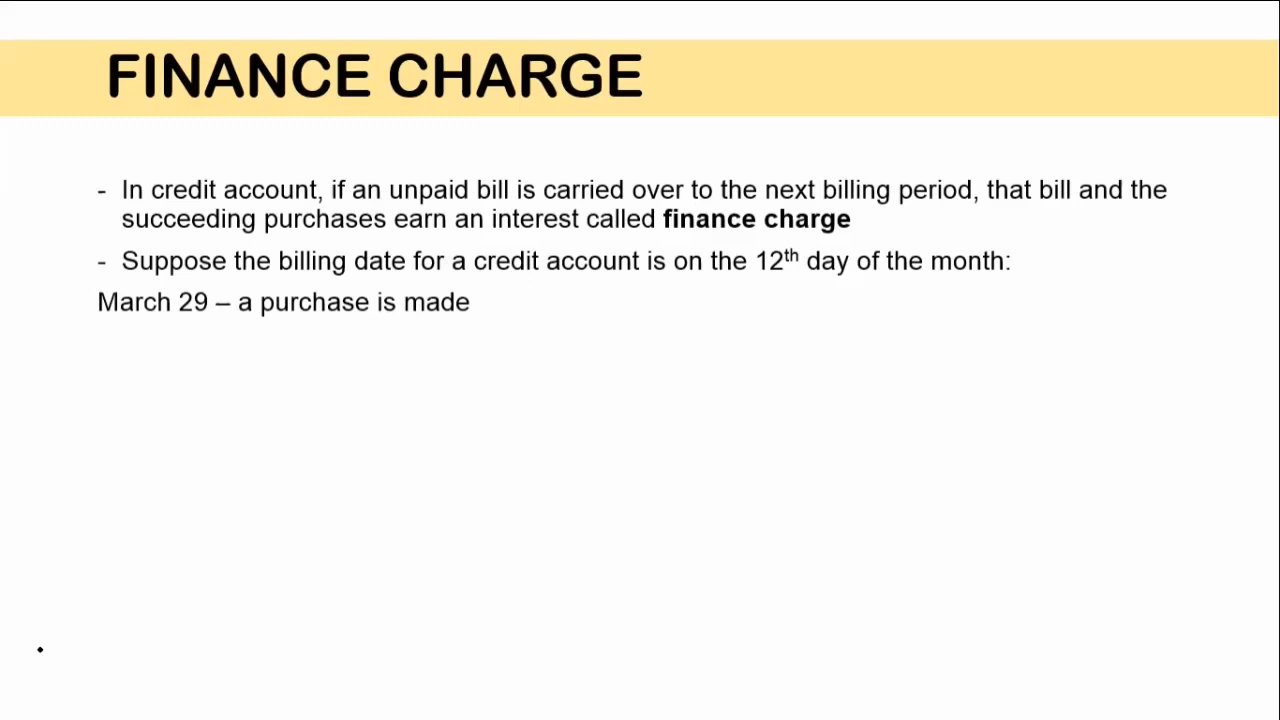 FINANCE CHARGE
- In credit account, if an unpaid bill is carried over to the next billing period, that bill and the
succeeding purchases earn an interest called finance charge
- Suppose the billing date for a credit account is on the 12th day of the month:
March 29 – a purchase is made